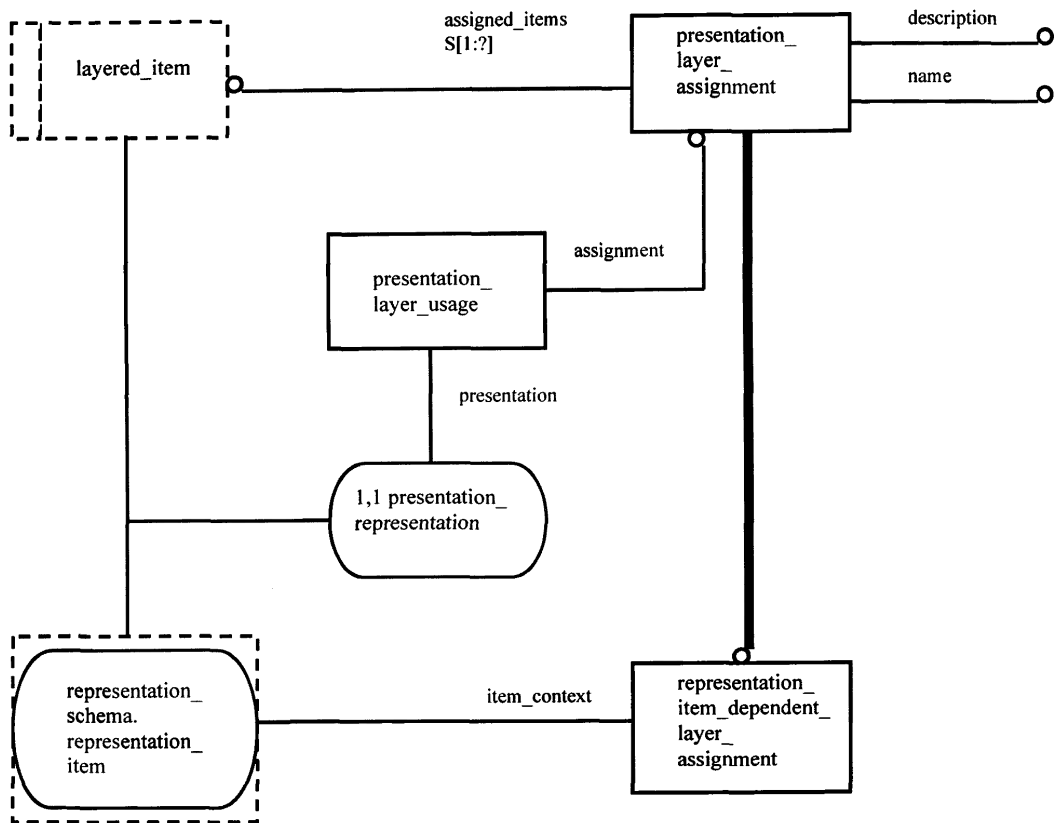 assigned_items
S[1:?]
description
presentation_
layer_
assignment
layered_item
name
assignment
presentation_
layer_usage
presentation
1,1 presentation_
representation
representation_
schema.
representation_
item
item_context
representation_
item_dependent_
layer_
assignment